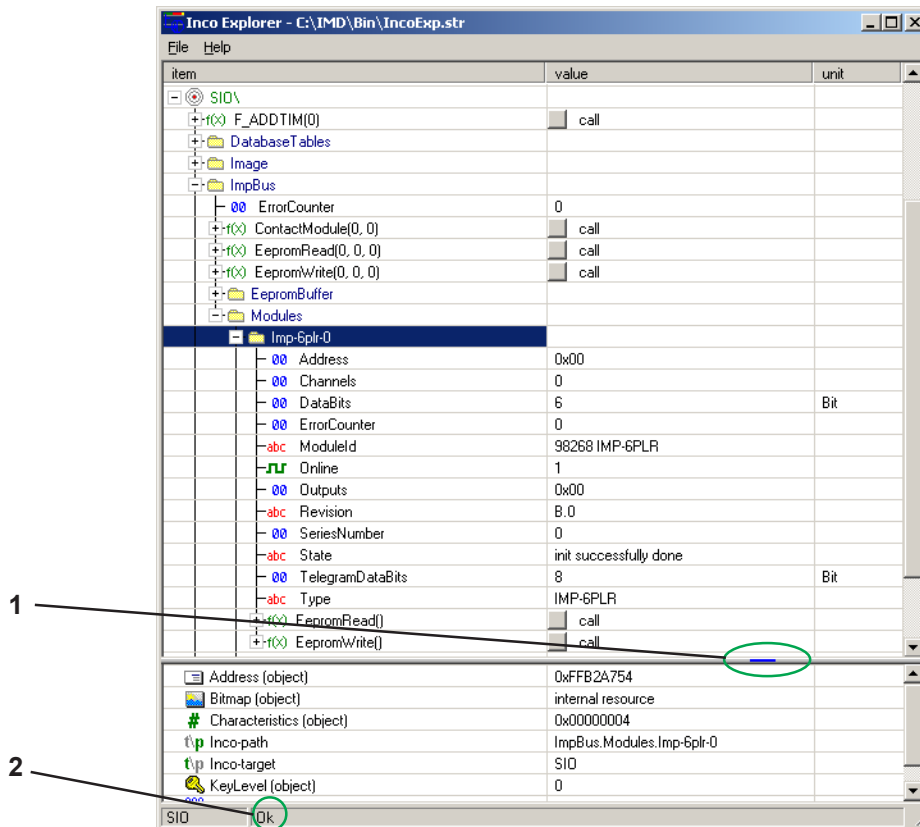 Inco Explorer - C:\IMD\Bin\IncoExp.str
File Help
item value unit
SIO\
f(x) F_ADDTIM(0) call
DatabaseTables
Image
ImpBus
00 ErrorCounter 0
f(x) ContactModule(0, 0) call
f(x) EepromRead(0, 0, 0) call
f(x) EepromWrite(0, 0, 0) call
EepromBuffer
Modules
Imp-6plr-0
00 Address 0x00
00 Channels 0
00 DataBits 6 Bit
00 ErrorCounter 0
abc ModuleId 98268 IMP-6PLR
Online 1
00 Outputs 0x00
abc Revision B.0
00 SeriesNumber 0
abc State init successfully done
00 TelegramDataBits 8 Bit
1
abc Type IMP-6PLR
f(x) EepromRead() call
f(x) EepromWrite() call
Address (object) 0xFFB2A754
Bitmap (object) internal resource
# Characteristics (object) 0x00000004
t\p Inco-path ImpBus.Modules.Imp-6plr-0
2
t\p Inco-target SIO
KeyLevel (object) 0
SIO Ok